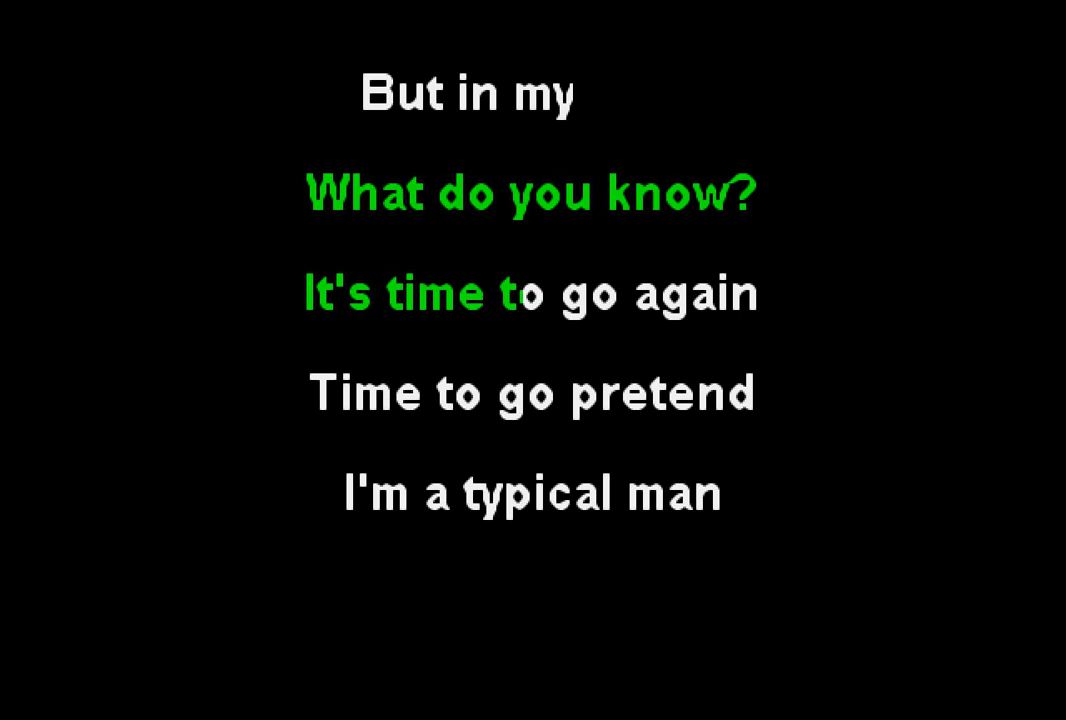 But in my
What do you know?
It's time to go again
Time to go pretend
I'm a typical man